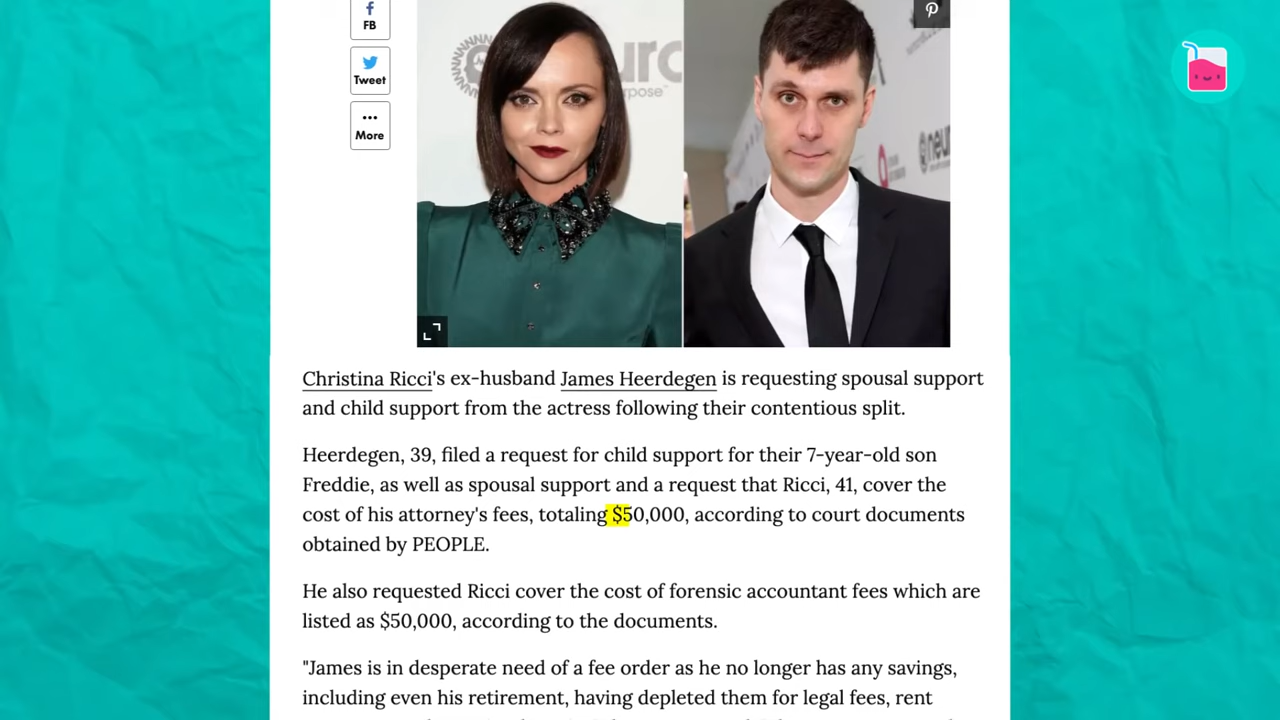 FB
Tweet
More
neuro
rpose™
neuro
Christina Ricci's ex-husband James Heerdegen is requesting spousal support
and child support from the actress following their contentious split.
Heerdegen, 39, filed a request for child support for their 7-year-old son
Freddie, as well as spousal support and a request that Ricci, 41, cover the
cost of his attorney's fees, totaling $50,000, according to court documents
obtained by PEOPLE.
He also requested Ricci cover the cost of forensic accountant fees which are
listed as $50,000, according to the documents.
"James is in desperate need of a fee order as he no longer has any savings,
including even his retirement, having depleted them for legal fees, rent